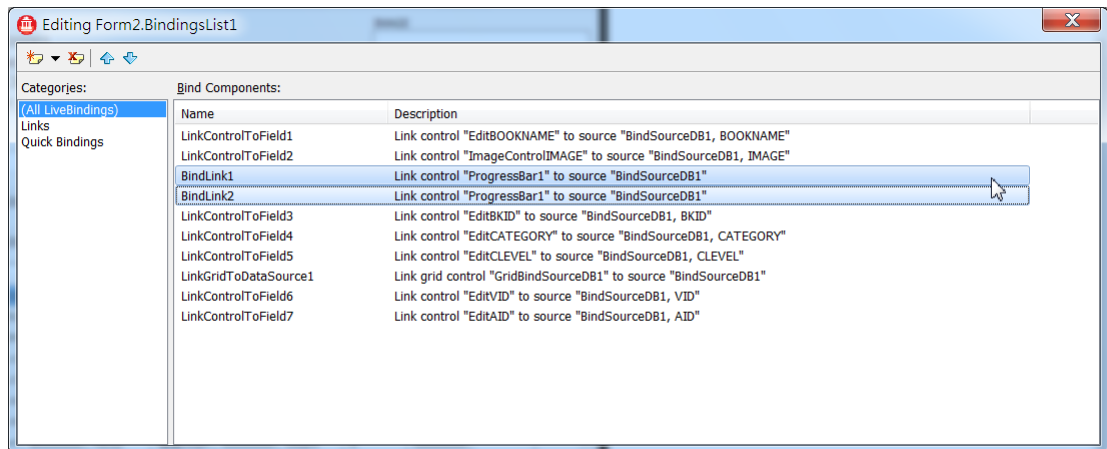 Editing Form2.BindingsList1
Categories:
(All LiveBindings)
Links
Quick Bindings
Bind Components:
Name Description
LinkControlToField1 Link control "EditBOOKNAME" to source "BindSourceDB1, BOOKNAME"
LinkControlToField2 Link control "ImageControlIMAGE" to source "BindSourceDB1, IMAGE"
BindLink1 Link control "ProgressBar1" to source "BindSourceDB1"
BindLink2 Link control "ProgressBar1" to source "BindSourceDB1"
LinkControlToField3 Link control "EditBKID" to source "BindSourceDB1, BKID"
LinkControlToField4 Link control "EditCATEGORY" to source "BindSourceDB1, CATEGORY"
LinkControlToField5 Link control "EditCLEVEL" to source "BindSourceDB1, CLEVEL"
LinkGridToDataSource1 Link grid control "GridBindSourceDB1" to source "BindSourceDB1"
LinkControlToField6 Link control "EditVID" to source "BindSourceDB1, VID"
LinkControlToField7 Link control "EditAID" to source "BindSourceDB1, AID"